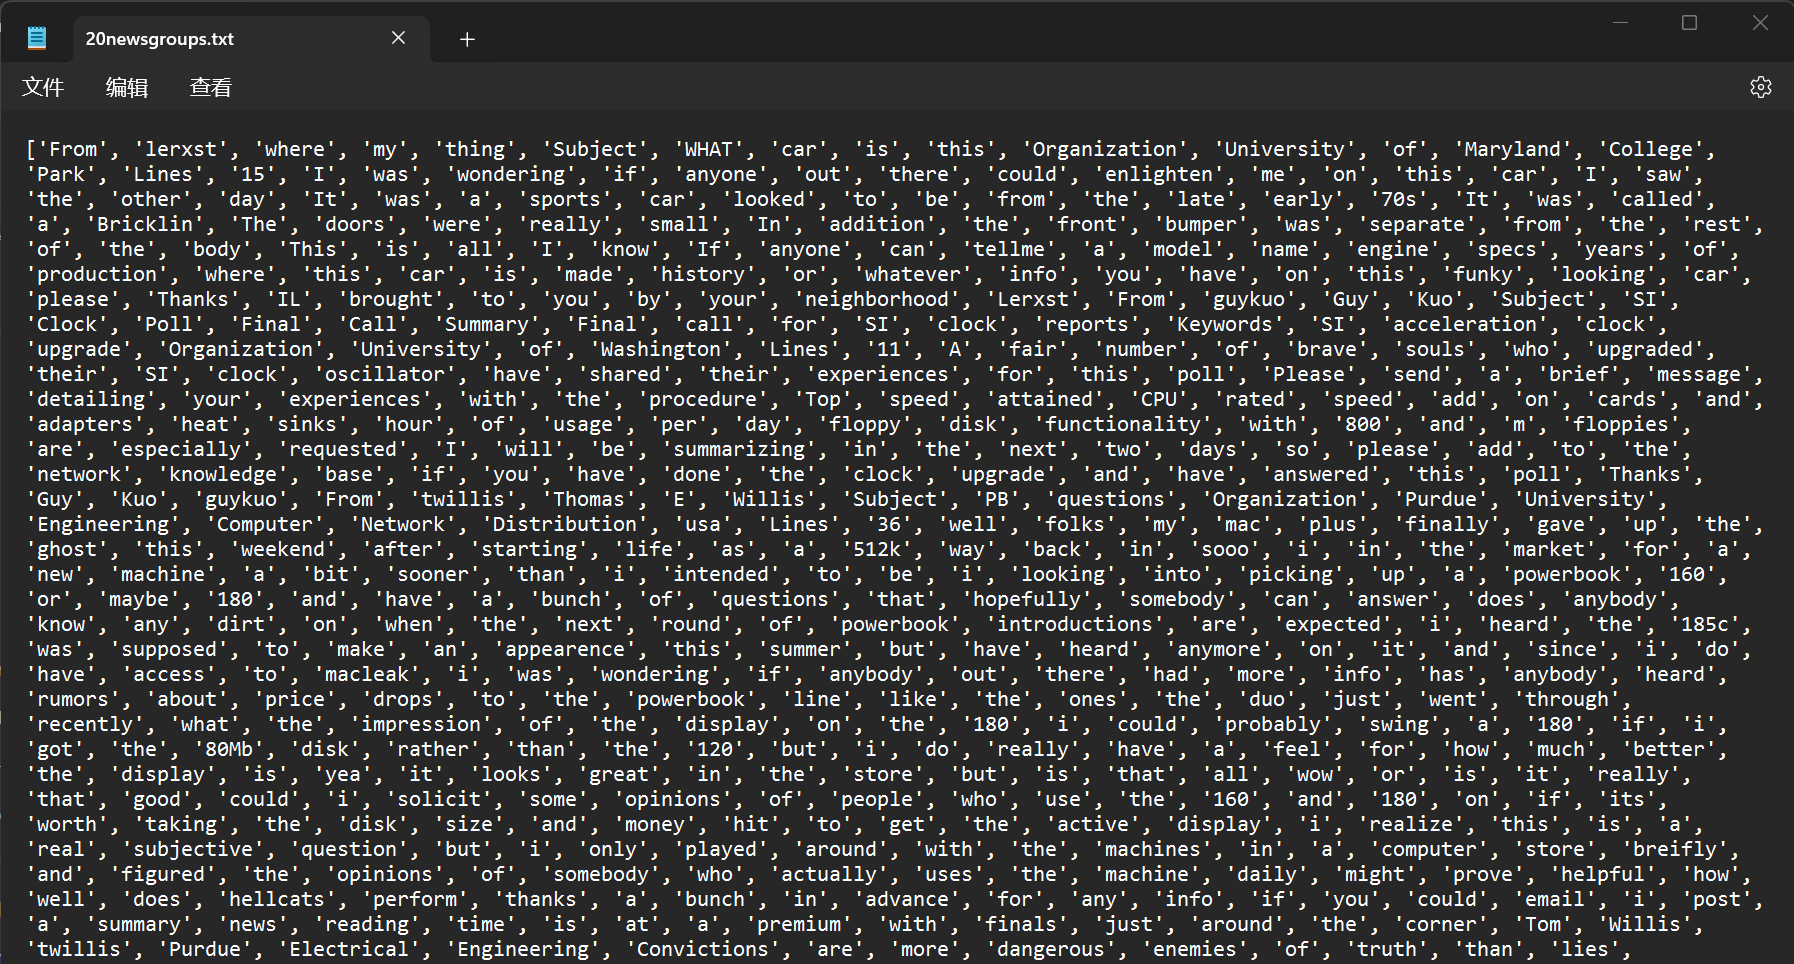 20newsgroups.txt
文件 编辑 查看
['From', 'lerxst', 'where', 'my', 'thing', 'Subject', 'WHAT', 'car', 'is', 'this', 'Organization', 'University', 'of', 'Maryland', 'College',
'Park', 'Lines', '15', 'I', 'was', 'wondering', 'if', 'anyone', 'out', 'there', 'could', 'enlighten', 'me', 'on', 'this', 'car', 'I', 'saw',
'the', 'other', 'day', 'It', 'was', 'a', 'sports', 'car', 'looked', 'to', 'be', 'from', 'the', 'late', 'early', '70s', 'It', 'was', 'called',
'a', 'Bricklin', 'The', 'doors', 'were', 'really', 'small', 'In', 'addition', 'the', 'front', 'bumper', 'was', 'separate', 'from', 'the', 'rest',
'of', 'the', 'body', 'This', 'is', 'all', 'I', 'know', 'If', 'anyone', 'can', 'tellme', 'a', 'model', 'name', 'engine', 'specs', 'years', 'of',
'production', 'where', 'this', 'car', 'is', 'made', 'history', 'or', 'whatever', 'info', 'you', 'have', 'on', 'this', 'funky', 'looking', 'car',
'please', 'Thanks', 'IL', 'brought', 'to', 'you', 'by', 'your', 'neighborhood', 'Lerxst', 'From', 'guykuo', 'Guy', 'Kuo', 'Subject', 'SI',
'Clock', 'Poll', 'Final', 'Call', 'Summary', 'Final', 'call', 'for', 'SI', 'clock', 'reports', 'Keywords', 'SI', 'acceleration', 'clock',
'upgrade', 'Organization', 'University', 'of', 'Washington', 'Lines', '11', 'A', 'fair', 'number', 'of', 'brave', 'souls', 'who', 'upgraded',
'their', 'SI', 'clock', 'oscillator', 'have', 'shared', 'their', 'experiences', 'for', 'this', 'poll', 'Please', 'send', 'a', 'brief', 'message',
'detailing', 'your', 'experiences', 'with', 'the', 'procedure', 'Top', 'speed', 'attained', 'CPU', 'rated', 'speed', 'add', 'on', 'cards', 'and',
'adapters', 'heat', 'sinks', 'hour', 'of', 'usage', 'per', 'day', 'floppy', 'disk', 'functionality', 'with', '800', 'and', 'm', 'floppies',
'are', 'especially', 'requested', 'I', 'will', 'be', 'summarizing', 'in', 'the', 'next', 'two', 'days', 'so', 'please', 'add', 'to', 'the',
'network', 'knowledge', 'base', 'if', 'you', 'have', 'done', 'the', 'clock', 'upgrade', 'and', 'have', 'answered', 'this', 'poll', 'Thanks',
'Guy', 'Kuo', 'guykuo', 'From', 'twillis', 'Thomas', 'E', 'Willis', 'Subject', 'PB', 'questions', 'Organization', 'Purdue', 'University',
'Engineering', 'Computer', 'Network', 'Distribution', 'usa', 'Lines', '36', 'well', 'folks', 'my', 'mac', 'plus', 'finally', 'gave', 'up', 'the',
'ghost', 'this', 'weekend', 'after', 'starting', 'life', 'as', 'a', '512k', 'way', 'back', 'in', 'sooo', 'i', 'in', 'the', 'market', 'for', 'a',
'new', 'machine', 'a', 'bit', 'sooner', 'than', 'i', 'intended', 'to', 'be', 'i', 'looking', 'into', 'picking', 'up', 'a', 'powerbook', '160',
'or', 'maybe', '180', 'and', 'have', 'a', 'bunch', 'of', 'questions', 'that', 'hopefully', 'somebody', 'can', 'answer', 'does', 'anybody',
'know', 'any', 'dirt', 'on', 'when', 'the', 'next', 'round', 'of', 'powerbook', 'introductions', 'are', 'expected', 'i', 'heard', 'the', '185c',
'was', 'supposed', 'to', 'make', 'an', 'appearence', 'this', 'summer', 'but', 'have', 'heard', 'anymore', 'on', 'it', 'and', 'since', 'i', 'do',
'have', 'access', 'to', 'macleak', 'i', 'was', 'wondering', 'if', 'anybody', 'out', 'there', 'had', 'more', 'info', 'has', 'anybody', 'heard',
'rumors', 'about', 'price', 'drops', 'to', 'the', 'powerbook', 'line', 'like', 'the', 'ones', 'the', 'duo', 'just', 'went', 'through',
'recently', 'what', 'the', 'impression', 'of', 'the', 'display', 'on', 'the', '180', 'i', 'could', 'probably', 'swing', 'a', '180', 'if', 'i',
'got', 'the', '80Mb', 'disk', 'rather', 'than', 'the', '120', 'but', 'i', 'do', 'really', 'have', 'a', 'feel', 'for', 'how', 'much', 'better',
'the', 'display', 'is', 'yea', 'it', 'looks', 'great', 'in', 'the', 'store', 'but', 'is', 'that', 'all', 'wow', 'or', 'is', 'it', 'really',
'that', 'good', 'could', 'i', 'solicit', 'some', 'opinions', 'of', 'people', 'who', 'use', 'the', '160', 'and', '180', 'on', 'if', 'its',
'worth', 'taking', 'the', 'disk', 'size', 'and', 'money', 'hit', 'to', 'get', 'the', 'active', 'display', 'i', 'realize', 'this', 'is', 'a',
'real', 'subjective', 'question', 'but', 'i', 'only', 'played', 'around', 'with', 'the', 'machines', 'in', 'a', 'computer', 'store', 'breifly',
'and', 'figured', 'the', 'opinions', 'of', 'somebody', 'who', 'actually', 'uses', 'the', 'machine', 'daily', 'might', 'prove', 'helpful', 'how',
'well', 'does', 'hellcats', 'perform', 'thanks', 'a', 'bunch', 'in', 'advance', 'for', 'any', 'info', 'if', 'you', 'could', 'email', 'i', 'post',
'a', 'summary', 'news', 'reading', 'time', 'is', 'at', 'a', 'premium', 'with', 'finals', 'just', 'around', 'the', 'corner', 'Tom', 'Willis'
'twillis', 'Purdue', 'Electrical', 'Engineering', 'Convictions', 'are', 'more', 'dangerous', 'enemies', 'of', 'truth', 'than', 'lies',